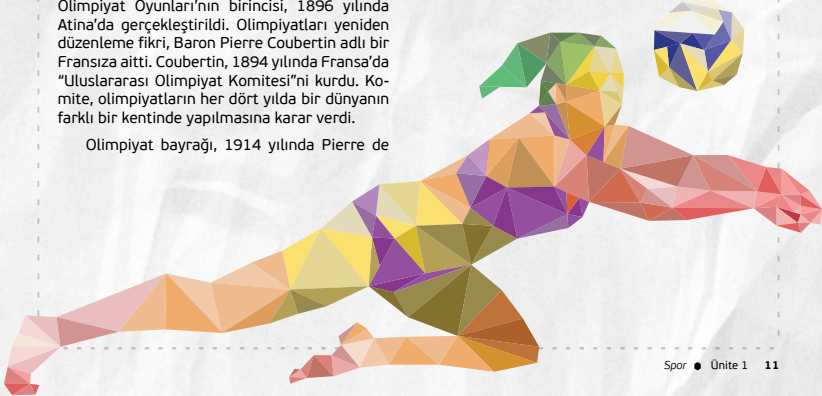 Olimpiyat Oyunları’nın birincisi, 1896 yılında
Atina’da gerçekleştirildi. Olimpiyatları yeniden
düzenleme fikri, Baron Pierre Coubertin adlı bir
Fransıza aitti. Coubertin, 1894 yılında Fransa’da
“Uluslararası Olimpiyat Komitesi”ni kurdu. Ko-
mite, olimpiyatların her dört yılda bir dünyanın
farklı bir kentinde yapılmasına karar verdi.
Olimpiyat bayrağı, 1914 yılında Pierre de
Spor ⬢ Ünite 1 11